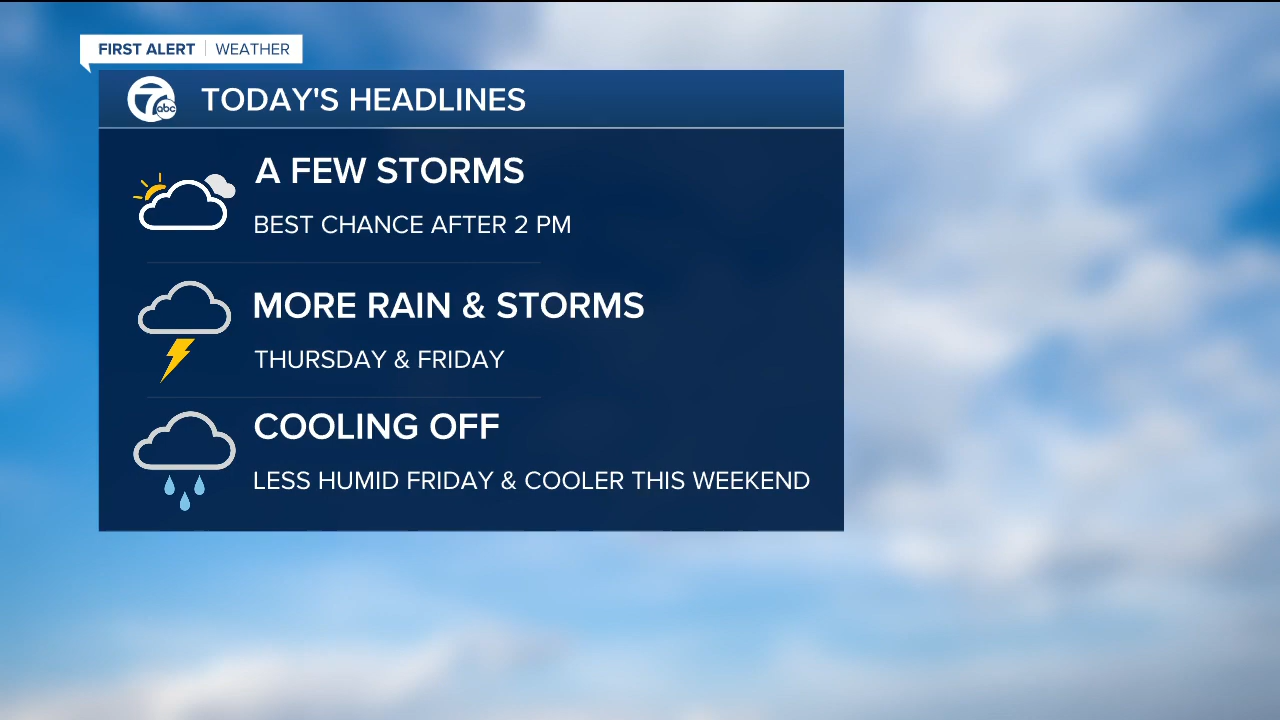 FIRST ALERT WEATHER
7 abc TODAY'S HEADLINES
A FEW STORMS
BEST CHANCE AFTER 2 PM
MORE RAIN & STORMS
THURSDAY & FRIDAY
COOLING OFF
LESS HUMID FRIDAY & COOLER THIS WEEKEND